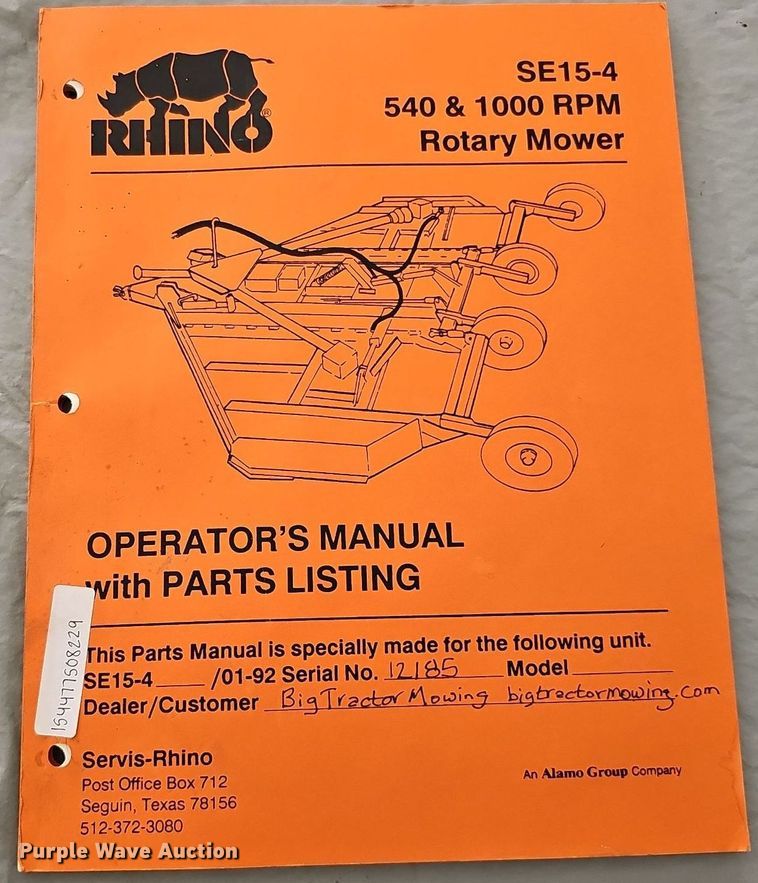 RHINO®
SE15-4
540 & 1000 RPM
Rotary Mower
OPERATOR'S MANUAL
with PARTS LISTING
This Parts Manual is specially made for the following unit.
SE15-4____/01-92 Serial No. 12185 Model
Dealer/Customer BigTractorMowing bigtractormowing.com
154477508229
Servis-Rhino
Post Office Box 712
Seguin, Texas 78156
512-372-3080
An Alamo Group Company
Purple Wave Auction